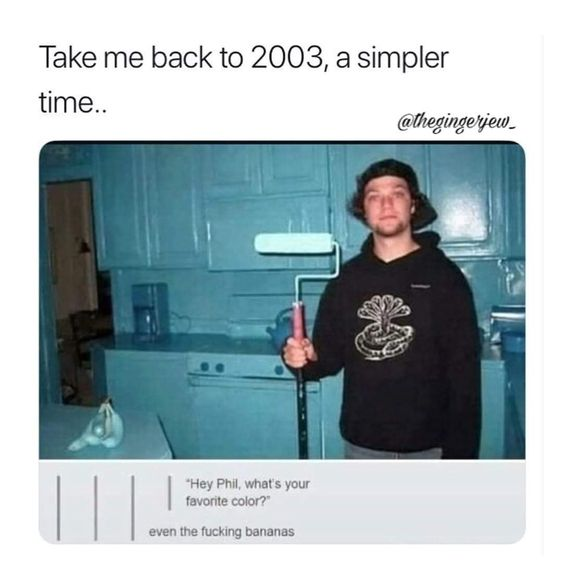 Take me back to 2003, a simpler
time..
@thegingerjew_
"Hey Phil, what's your
favorite color?"
even the fucking bananas